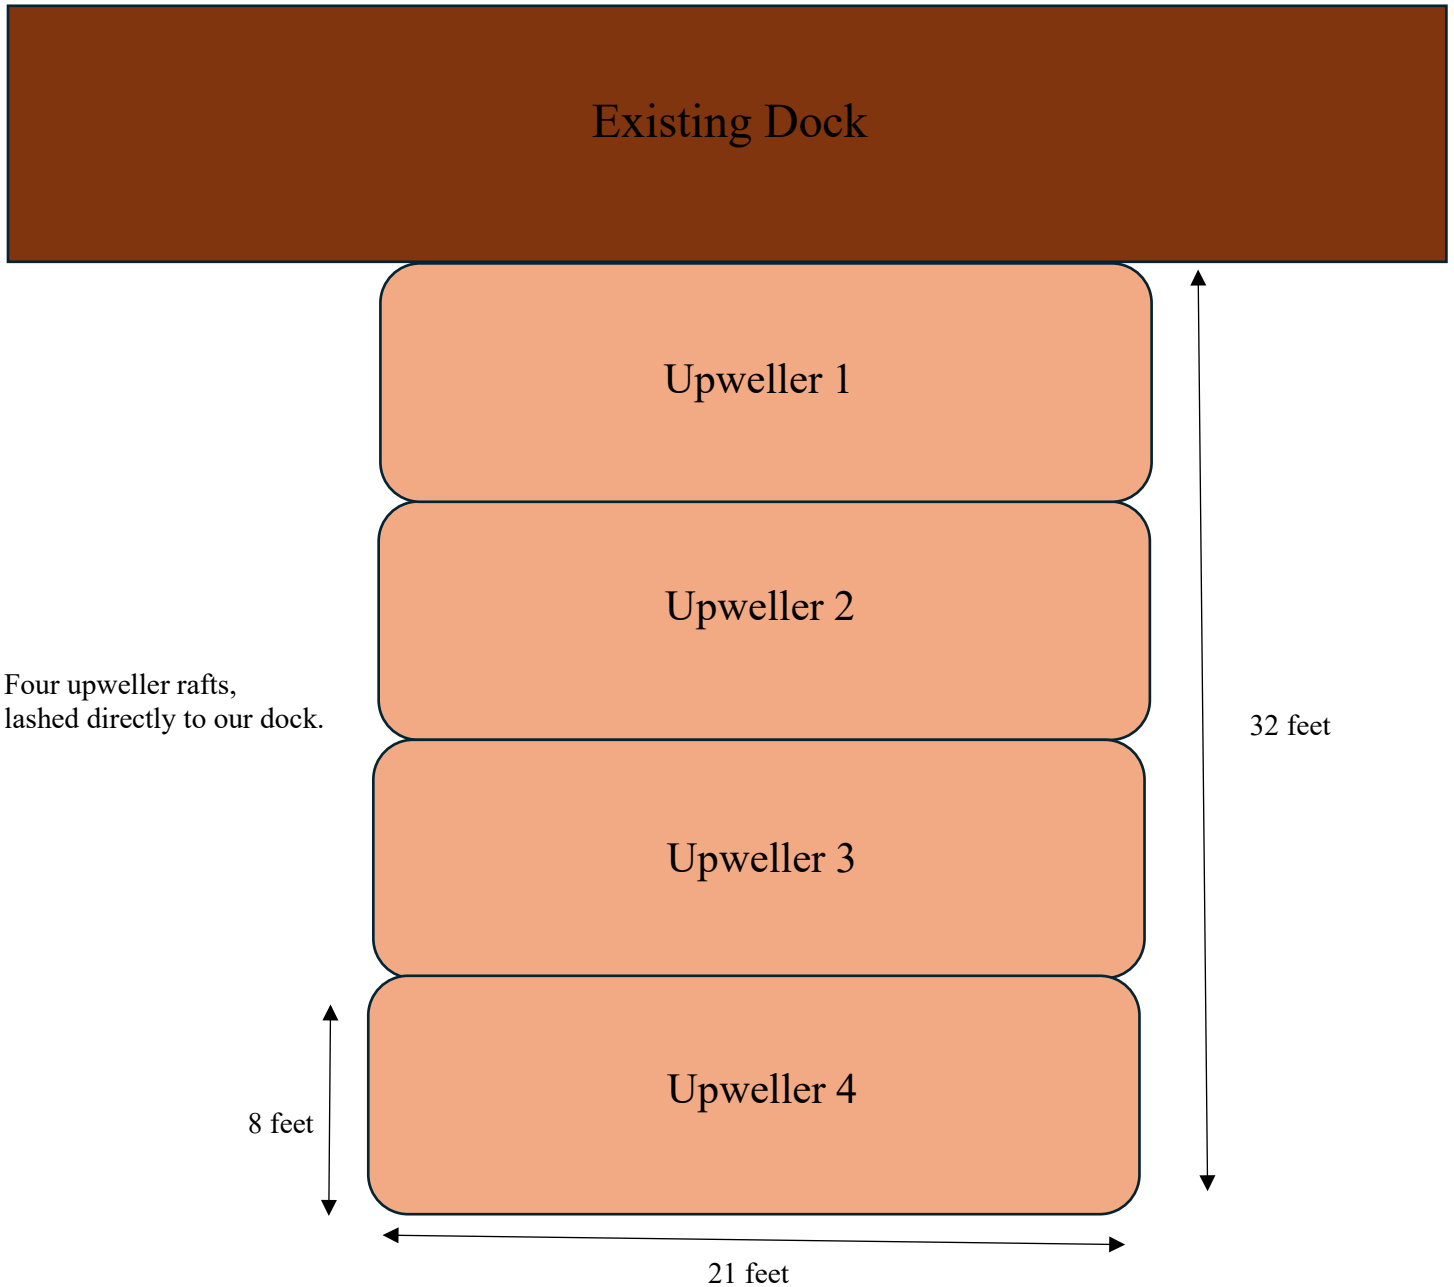 Existing Dock
Upweller 1
Upweller 2
Four upweller rafts,
lashed directly to our dock.
32 feet
Upweller 3
Upweller 4
8 feet
21 feet